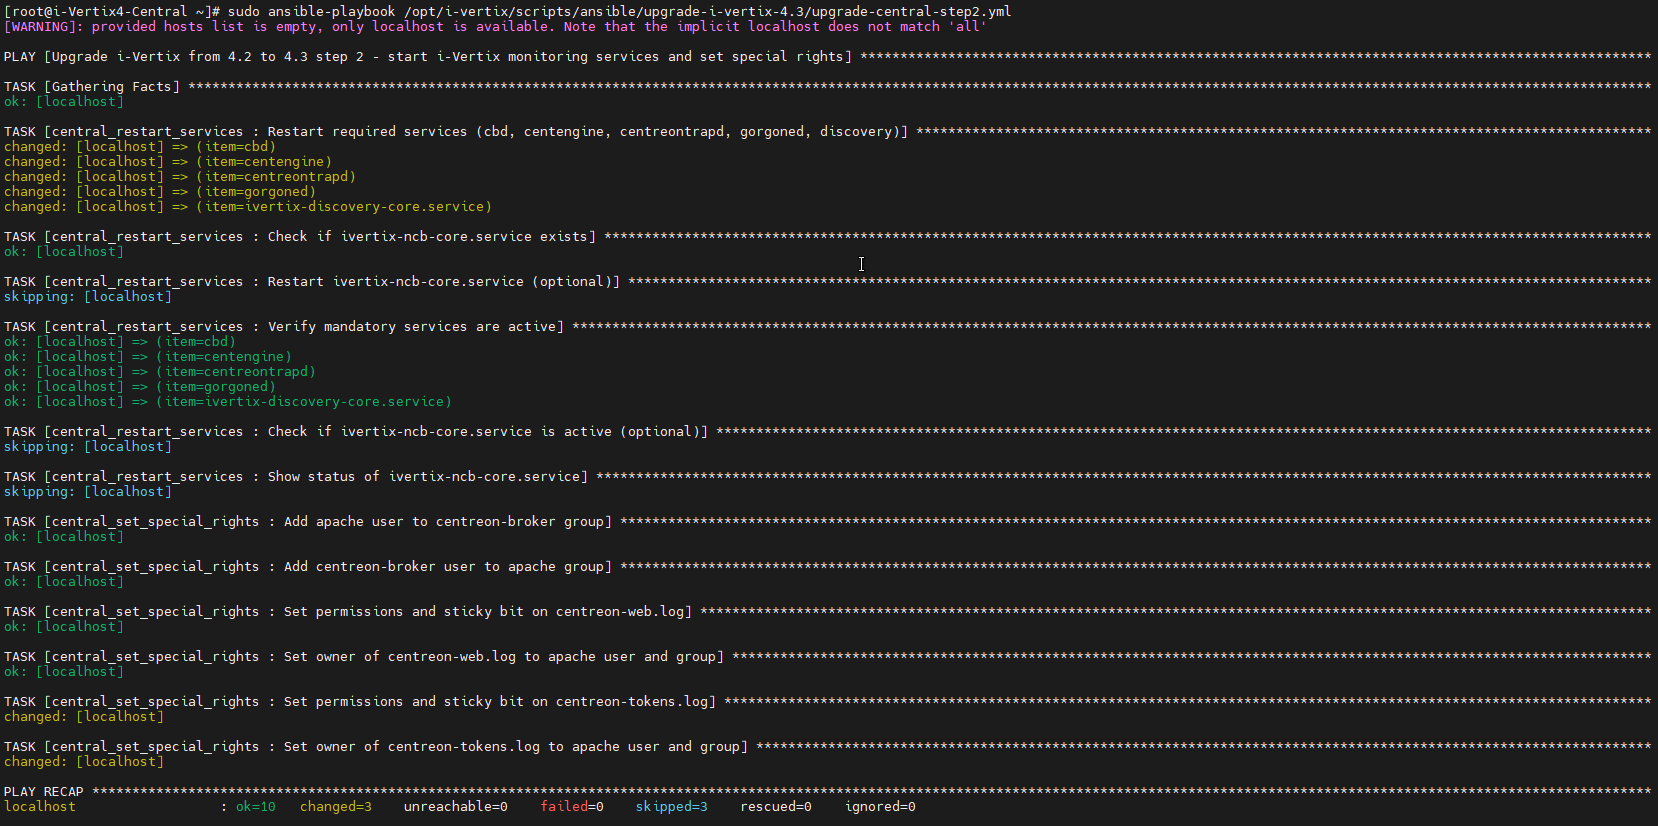 [root@i-Vertix4-Central ~]# sudo ansible-playbook /opt/i-vertix/scripts/ansible/upgrade-i-vertix-4.3/upgrade-central-step2.yml
[WARNING]: provided hosts list is empty, only localhost is available. Note that the implicit localhost does not match 'all'
PLAY [Upgrade i-Vertix from 4.2 to 4.3 step 2 - start i-Vertix monitoring services and set special rights] ***************************************************************************************************
TASK [Gathering Facts] ***************************************************************************************************************************************************************************************
ok: [localhost]
TASK [central_restart_services : Restart required services (cbd, centengine, centreontrapd, gorgoned, discovery)] ********************************************************************************************
changed: [localhost] => (item=cbd)
changed: [localhost] => (item=centengine)
changed: [localhost] => (item=centreontrapd)
changed: [localhost] => (item=gorgoned)
changed: [localhost] => (item=ivertix-discovery-core.service)
TASK [central_restart_services : Check if ivertix-ncb-core.service exists] ***********************************************************************************************************************************
ok: [localhost]
TASK [central_restart_services : Restart ivertix-ncb-core.service (optional)] ********************************************************************************************************************************
skipping: [localhost]
TASK [central_restart_services : Verify mandatory services are active] ***************************************************************************************************************************************
ok: [localhost] => (item=cbd)
ok: [localhost] => (item=centengine)
ok: [localhost] => (item=centreontrapd)
ok: [localhost] => (item=gorgoned)
ok: [localhost] => (item=ivertix-discovery-core.service)
TASK [central_restart_services : Check if ivertix-ncb-core.service is active (optional)] *********************************************************************************************************************
skipping: [localhost]
TASK [central_restart_services : Show status of ivertix-ncb-core.service] ************************************************************************************************************************************
skipping: [localhost]
TASK [central_set_special_rights : Add apache user to centreon-broker group] *********************************************************************************************************************************
ok: [localhost]
TASK [central_set_special_rights : Add centreon-broker user to apache group] *********************************************************************************************************************************
ok: [localhost]
TASK [central_set_special_rights : Set permissions and sticky bit on centreon-web.log] ***********************************************************************************************************************
ok: [localhost]
TASK [central_set_special_rights : Set owner of centreon-web.log to apache user and group] *******************************************************************************************************************
ok: [localhost]
TASK [central_set_special_rights : Set permissions and sticky bit on centreon-tokens.log] ********************************************************************************************************************
changed: [localhost]
TASK [central_set_special_rights : Set owner of centreon-tokens.log to apache user and group] ****************************************************************************************************************
changed: [localhost]
PLAY RECAP ***************************************************************************************************************************************************************************************************
localhost                  : ok=10   changed=3    unreachable=0    failed=0    skipped=3    rescued=0    ignored=0